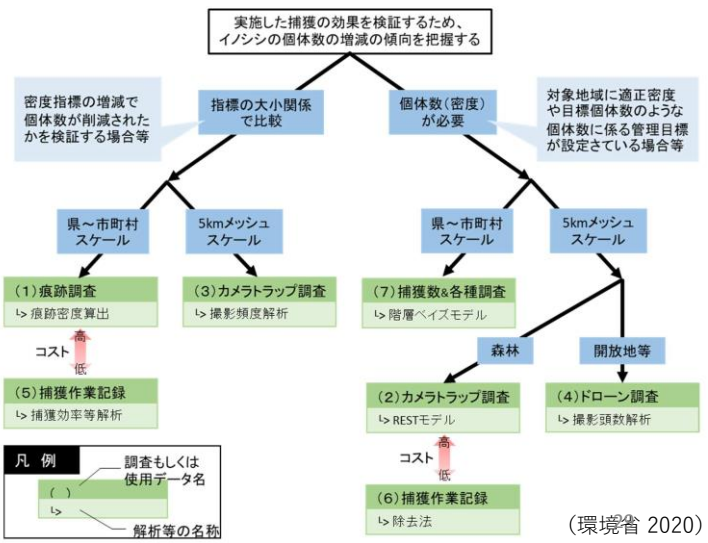 実施した捕獲の効果を検証するため、
イノシシの個体数の増減の傾向を把握する
密度指標の増減で
個体数が削減された
かを検証する場合等
指標の大小関係
で比較
個体数(密度)
が必要
対象地域に適正密度
や目標個体数のような
個体数に係る管理目標
が設定さている場合等
県～市町村
スケール
5kmメッシュ
スケール
県～市町村
スケール
5kmメッシュ
スケール
(1)痕跡調査
↳ 痕跡密度算出
(3)カメラトラップ調査
↳ 撮影頻度解析
(7)捕獲数&各種調査
↳ 階層ベイズモデル
高
コスト
低
森林
開放地等
(5)捕獲作業記録
↳ 捕獲効率等解析
(2)カメラトラップ調査
↳ RESTモデル
(4)ドローン調査
↳ 撮影頭数解析
高
コスト
低
凡 例
調査もしくは
使用データ名
( )
↳
解析等の名称
(6)捕獲作業記録
↳ 除去法
(環境省 2020)